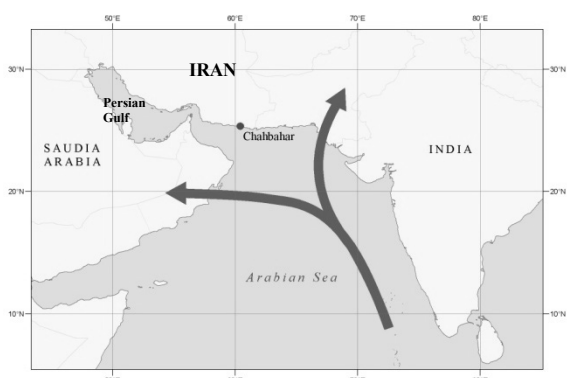 50°E 60°E 70°E 80°E
30°N 30°N
IRAN
Persian
Gulf
Chahbahar
SAUDIA
ARABIA
INDIA
20°N 20°N
Arabian Sea
10°N 10°N